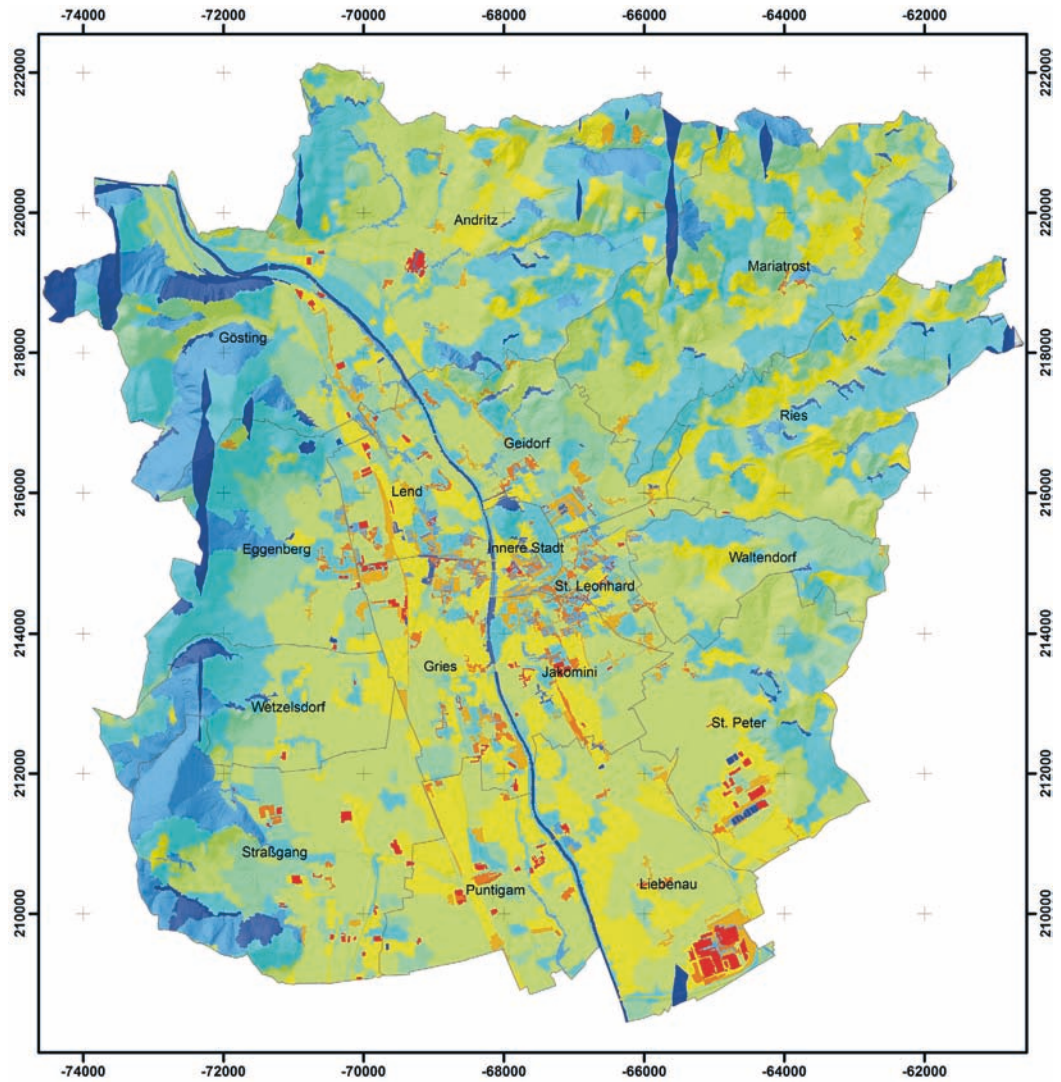 -74000 -72000 -70000 -68000 -66000 -64000 -62000
222000 222000
220000 220000
Andritz
Mariatrost
218000 218000
Gösting
Ries
Geidorf
216000 216000
Lend
Innere Stadt
Eggenberg
Waltendorf
St. Leonhard
214000 214000
Gries
Jakomini
Wetzelsdorf
St. Peter
212000 212000
Straßgang
Liebenau
Puntigam
210000 210000
-74000 -72000 -70000 -68000 -66000 -64000 -62000